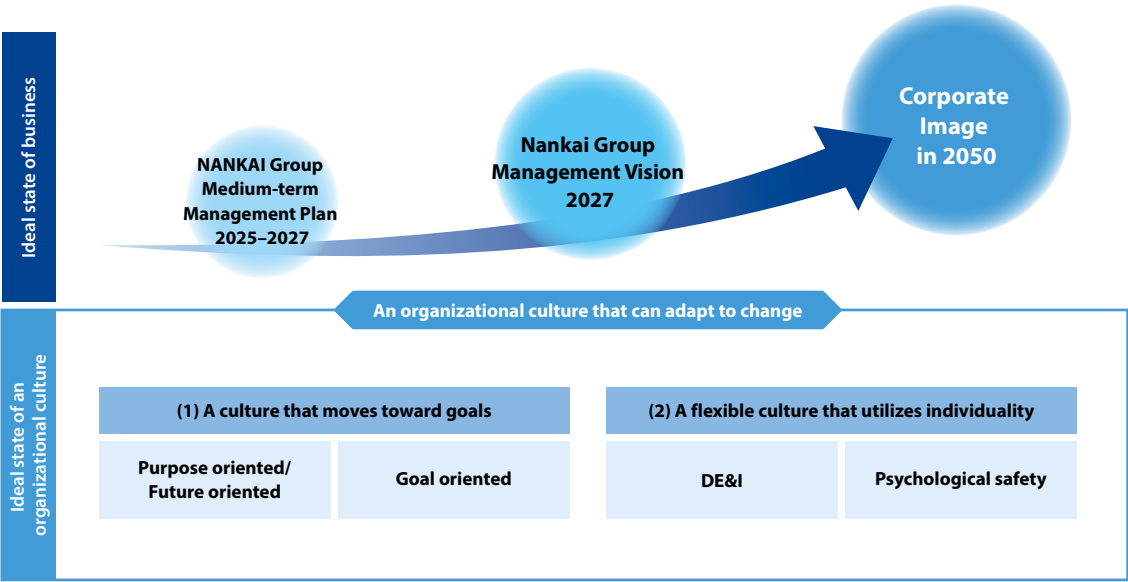 Ideal state of business
NANKAI Group
Medium-term
Management Plan
2025–2027
Nankai Group
Management Vision
2027
Corporate
Image
in 2050
Ideal state of an
organizational culture
An organizational culture that can adapt to change
(1) A culture that moves toward goals
Purpose oriented/
Future oriented
Goal oriented
(2) A flexible culture that utilizes individuality
DE&I
Psychological safety